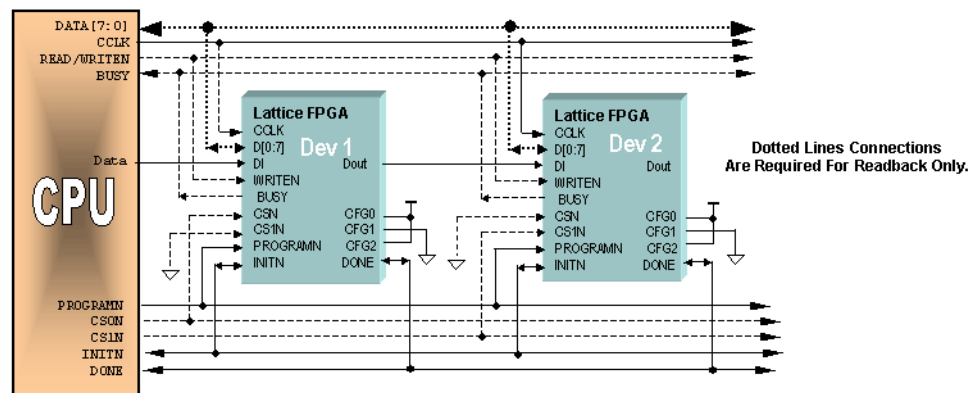 DATA[7:0]
CCLK
READ/WRITEN
BUSY
Data
CPU
PROGRAMN
CS0N
CS1N
INITN
DONE
Lattice FPGA
Dev 1
CCLK
D[0:7]
DI
Dout
WRITEN
BUSY
CSN
CS1N
PROGRAMN
INITN
CFG0
CFG1
CFG2
DONE
Lattice FPGA
Dev 2
CCLK
D[0:7]
DI
Dout
WRITEN
BUSY
CSN
CS1N
PROGRAMN
INITN
CFG0
CFG1
CFG2
DONE
Dotted Lines Connections
Are Required For Readback Only.